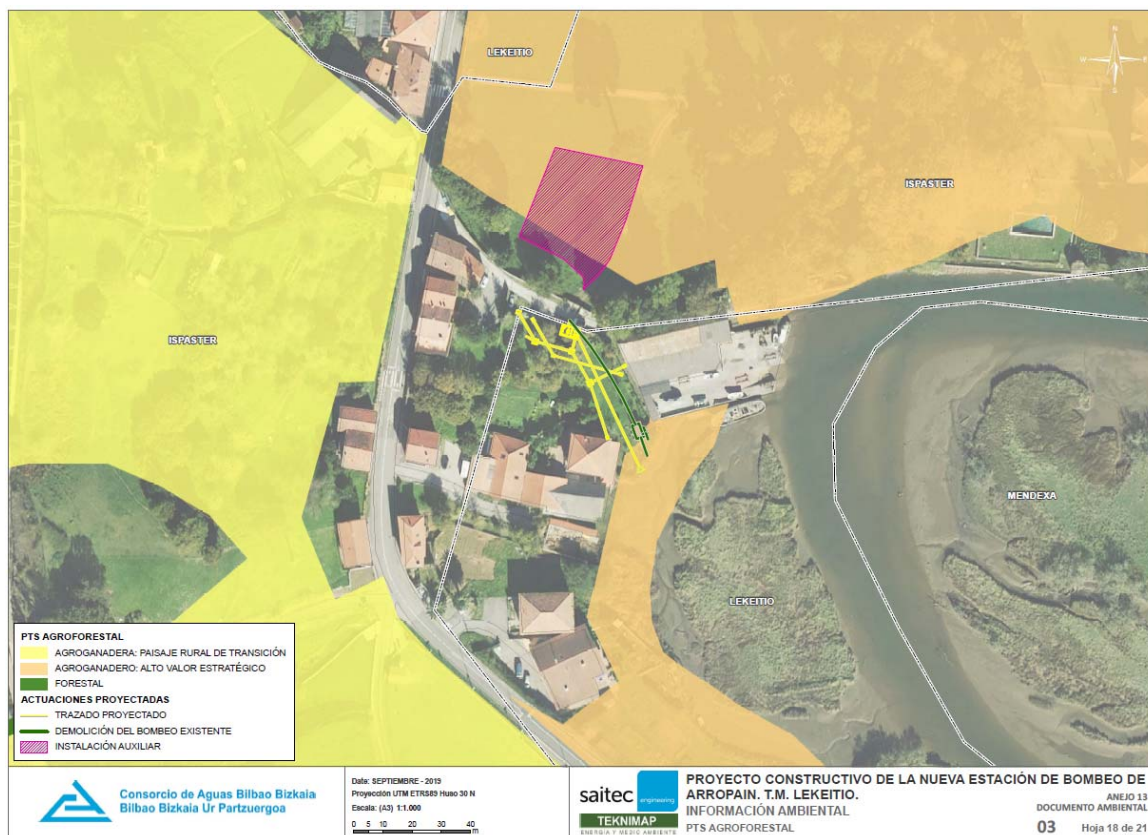 LEKEITIO
N
W E
S
ISPASTER
ISPASTER
MENDEXA
LEKEITIO
PTS AGROFORESTAL
AGROGANADERA: PAISAJE RURAL DE TRANSICIÓN
AGROGANADERO: ALTO VALOR ESTRATÉGICO
FORESTAL
ACTUACIONES PROYECTADAS
TRAZADO PROYECTADO
DEMOLICIÓN DEL BOMBEO EXISTENTE
INSTALACIÓN AUXILIAR
Consorcio de Aguas Bilbao Bizkaia
Bilbao Bizkaia Ur Partzuergoa
Data: SEPTIEMBRE - 2019
Proyección UTM ETRS89 Huso 30 N
Escala: (A3) 1:1.000
0 5 10 20 30 40
m
saitec engineering
TEKNIMAP
ENERGÍA Y MEDIO AMBIENTE
PROYECTO CONSTRUCTIVO DE LA NUEVA ESTACIÓN DE BOMBEO DE
ARROPAIN. T.M. LEKEITIO.
INFORMACIÓN AMBIENTAL
PTS AGROFORESTAL
ANEJO 13
DOCUMENTO AMBIENTAL
03 Hoja 18 de 21